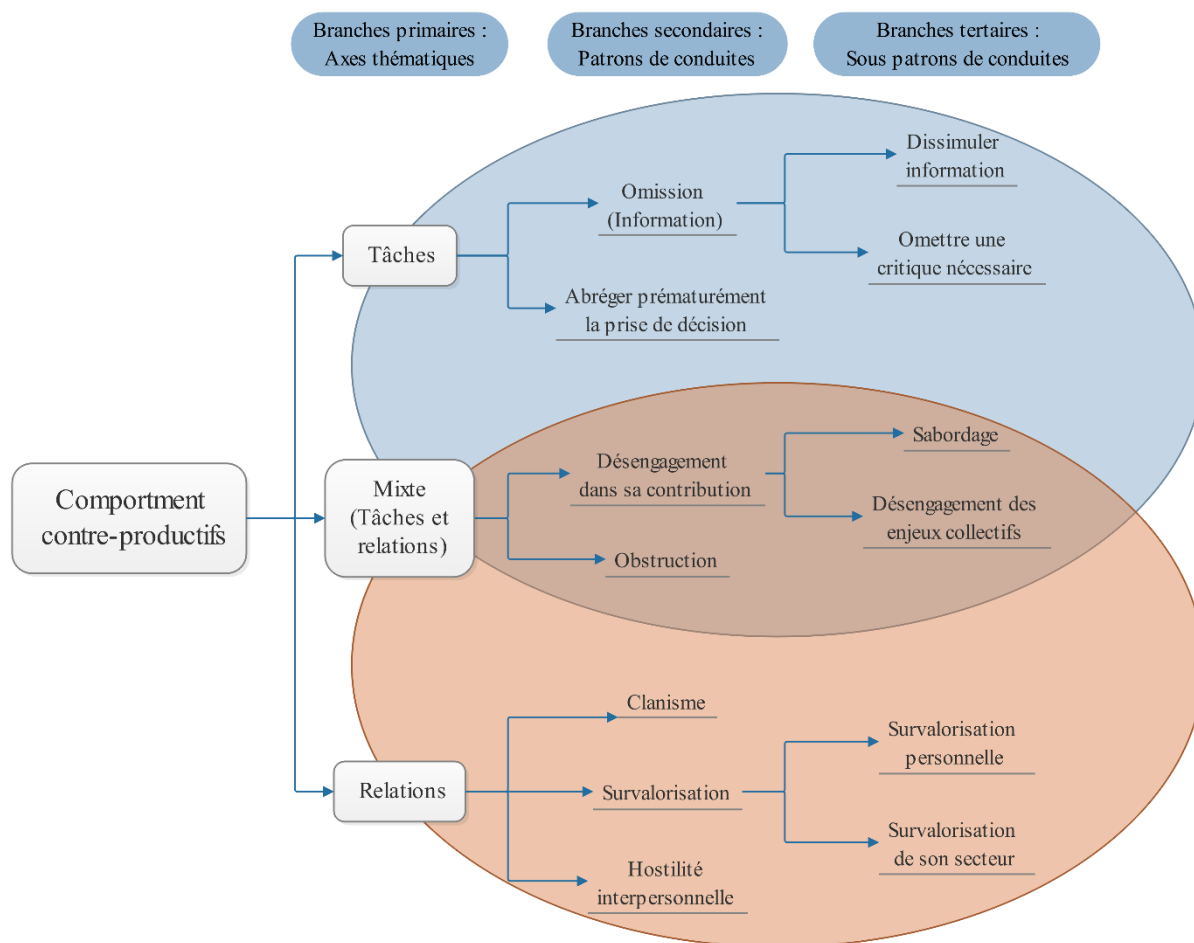 Branches primaires :
Axes thématiques
Branches secondaires :
Patrons de conduites
Branches tertaires :
Sous patrons de conduites
Dissimuler
information
Omission
(Information)
Tâches
Omettre une
critique nécessaire
Abréger prématurément
la prise de décision
Sabordage
Désengagement
dans sa contribution
Mixte
(Tâches et
relations)
Comportment
contre-productifs
Désengagement des
enjeux collectifs
Obstruction
Clanisme
Survalorisation
personnelle
Relations
Survalorisation
Survalorisation
de son secteur
Hostilité
interpersonnelle